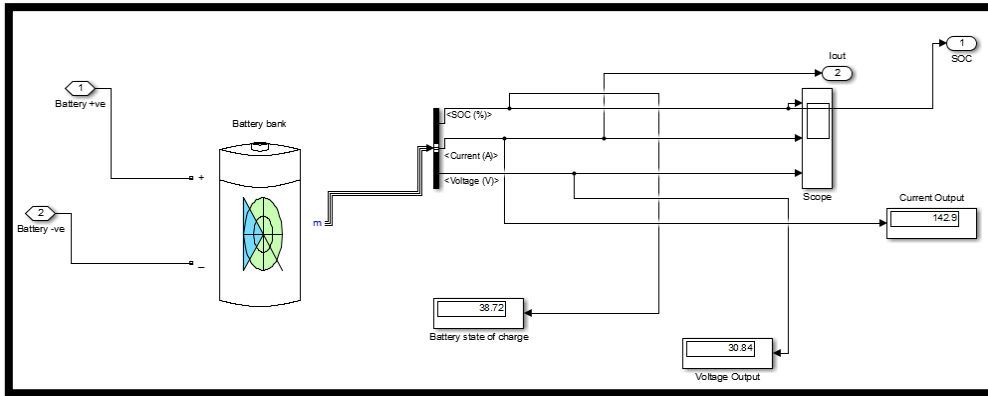 1
SOC
Iout
2
1
Battery +ve
<SOC (%)>
Battery bank
<Current (A)>
+
<Voltage (V)>
Scope
Current Output
142.9
2
Battery -ve
m
_
38.72
Battery state of charge
30.84
Voltage Output